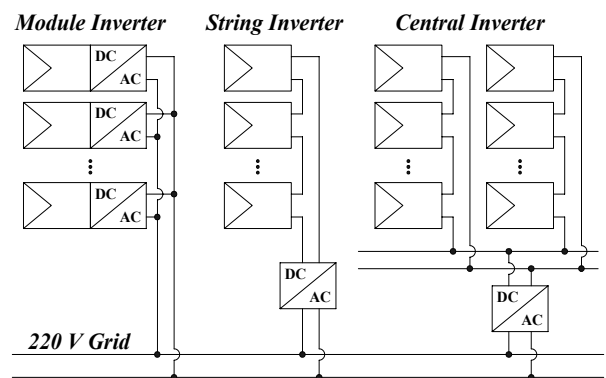 Module Inverter
String Inverter
Central Inverter
DC
AC
DC
AC
DC
AC
DC
AC
DC
AC
220 V Grid